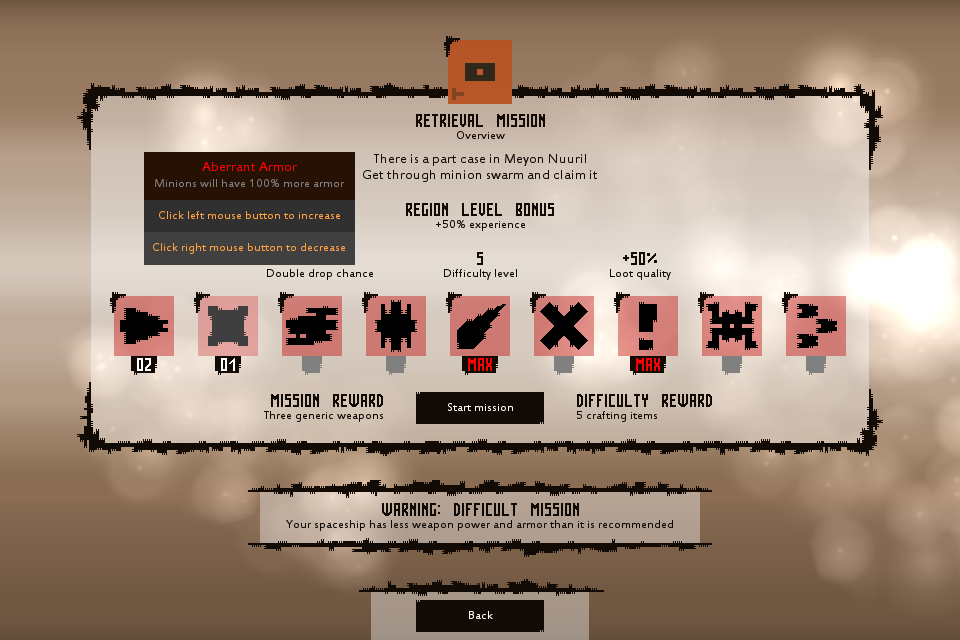 RETRIEVAL MISSION
Overview
There is a part case in Meyon Nuuril
Get through minion swarm and claim it
Aberrant Armor
Minions will have 100% more armor
Click left mouse button to increase
Click right mouse button to decrease
REGION LEVEL BONUS
+50% experience
Double drop chance
5
Difficulty level
+50%
Loot quality
02 01 MAX MAX
MISSION REWARD
Three generic weapons
Start mission
DIFFICULTY REWARD
5 crafting items
WARNING: DIFFICULT MISSION
Your spaceship has less weapon power and armor than it is recommended
Back